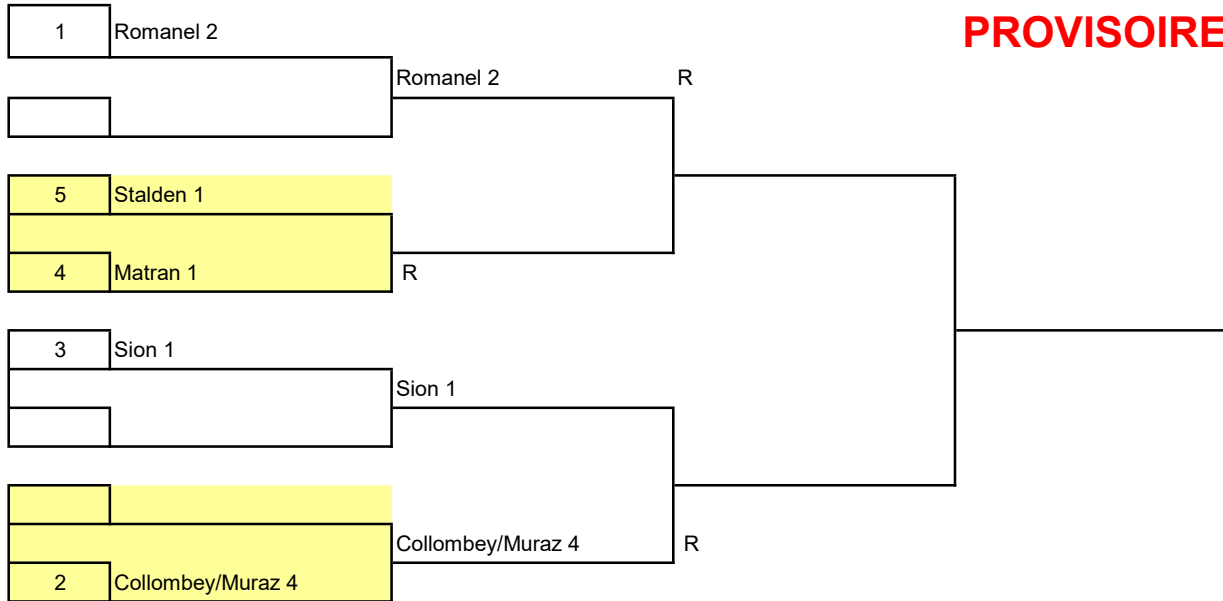 1 Romanel 2
PROVISOIRE
Romanel 2 R
5 Stalden 1
4 Matran 1 R
3 Sion 1
Sion 1
Collombey/Muraz 4 R
2 Collombey/Muraz 4